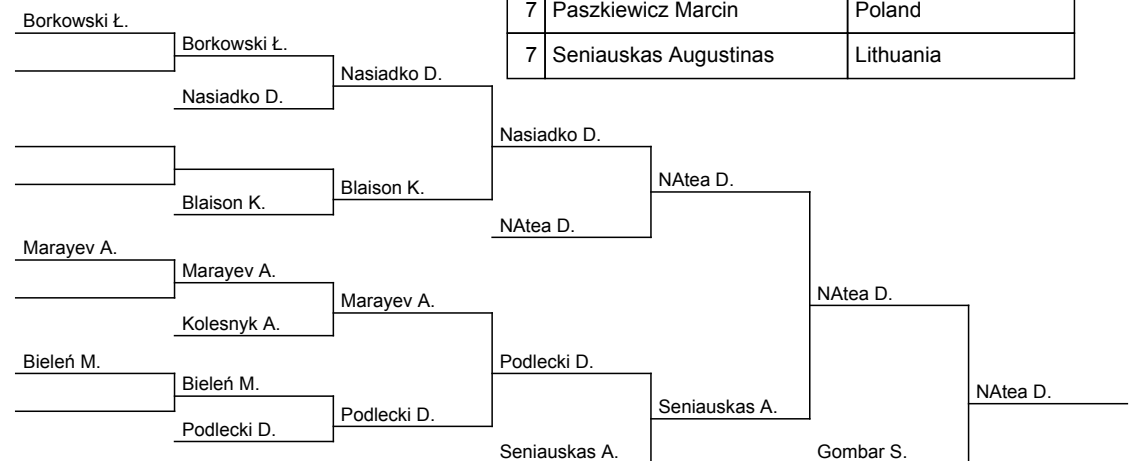 7 Paszkiewicz Marcin Poland
7 Seniauskas Augustinas Lithuania
Borkowski Ł.
Borkowski Ł.
Nasiadko D.
Nasiadko D.
Nasiadko D.
NAtea D.
Blaison K.
Blaison K.
NAtea D.
Marayev A.
Marayev A.
NAtea D.
Marayev A.
Kolesnyk A.
Bieleń M.
Podlecki D.
Bieleń M.
NAtea D.
Seniauskas A.
Podlecki D.
Podlecki D.
Seniauskas A.
Gombar S.